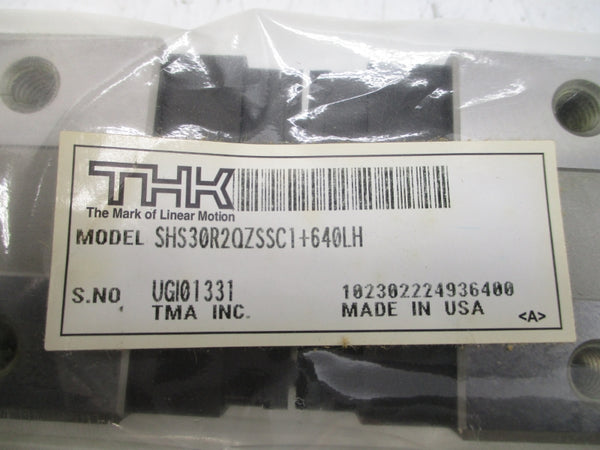 THK
The Mark of Linear Motion
MODEL SHS30R2QZSSC1+640LH
S.NO UGI01331 102302224936400
TMA INC. MADE IN USA <A>